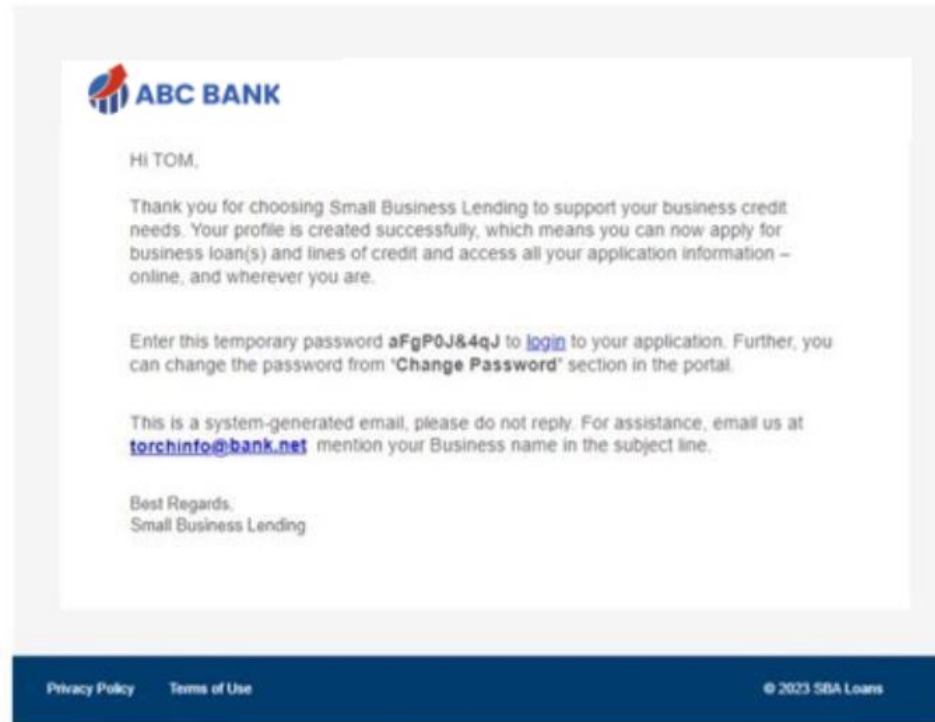 ABC BANK
Hi TOM,
Thank you for choosing Small Business Lending to support your business credit
needs. Your profile is created successfully, which means you can now apply for
business loan(s) and lines of credit and access all your application information –
online, and wherever you are.
Enter this temporary password aFgP0J&4qJ to login to your application. Further, you
can change the password from "Change Password" section in the portal.
This is a system-generated email, please do not reply. For assistance, email us at
torchinfo@bank.net mention your Business name in the subject line.
Best Regards,
Small Business Lending
Privacy Policy Terms of Use © 2023 SBA Loans